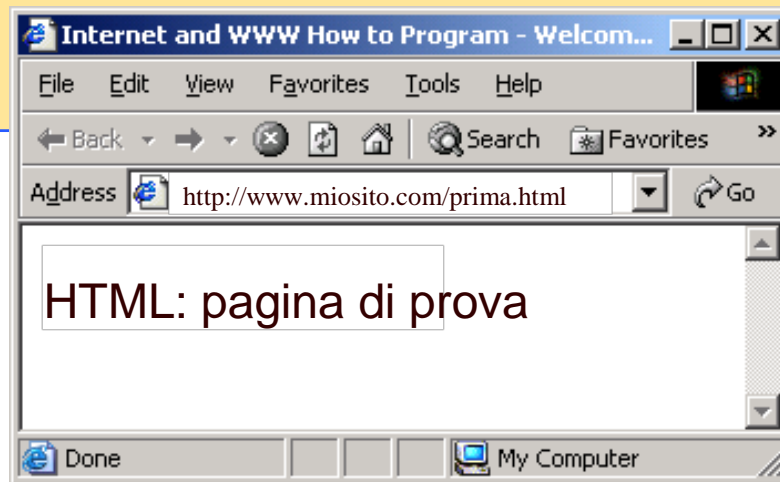 Internet and WWW How to Program - Welcom...
File Edit View Favorites Tools Help
Back Search Favorites »
Address http://www.miosito.com/prima.html Go
HTML: pagina di prova
Done My Computer